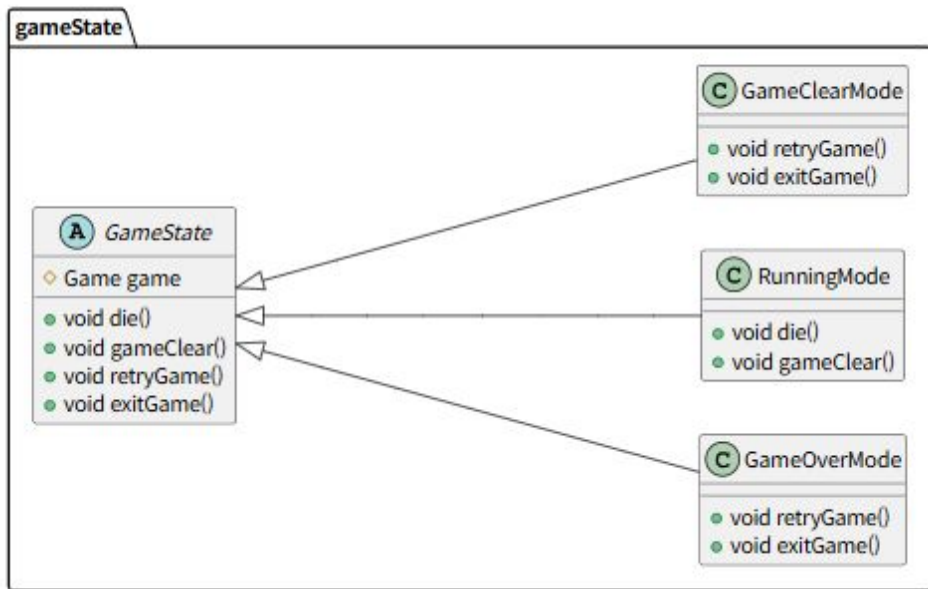 gameState
A GameState
Game game
void die()
void gameClear()
void retryGame()
void exitGame()
C GameClearMode
void retryGame()
void exitGame()
C RunningMode
void die()
void gameClear()
C GameOverMode
void retryGame()
void exitGame()